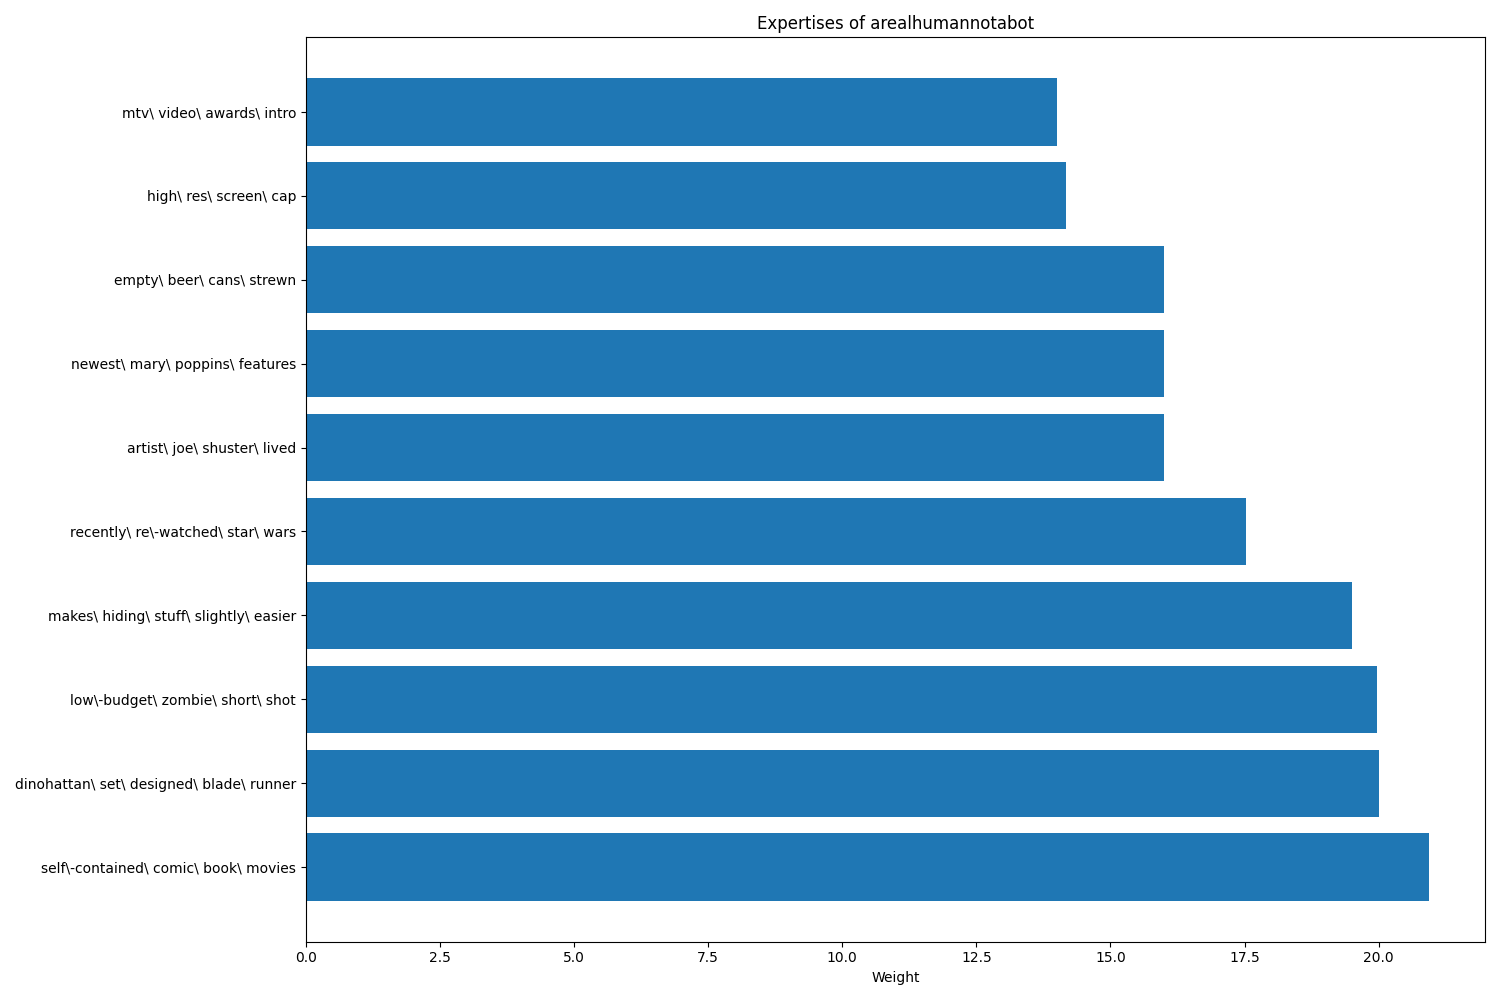 Expertises of arealhumannotabot
mtv\ video\ awards\ intro
high\ res\ screen\ cap
empty\ beer\ cans\ strewn
newest\ mary\ poppins\ features
artist\ joe\ shuster\ lived
recently\ re\-watched\ star\ wars
makes\ hiding\ stuff\ slightly\ easier
low\-budget\ zombie\ short\ shot
dinohattan\ set\ designed\ blade\ runner
self\-contained\ comic\ book\ movies
0.0 2.5 5.0 7.5 10.0 12.5 15.0 17.5 20.0
Weight